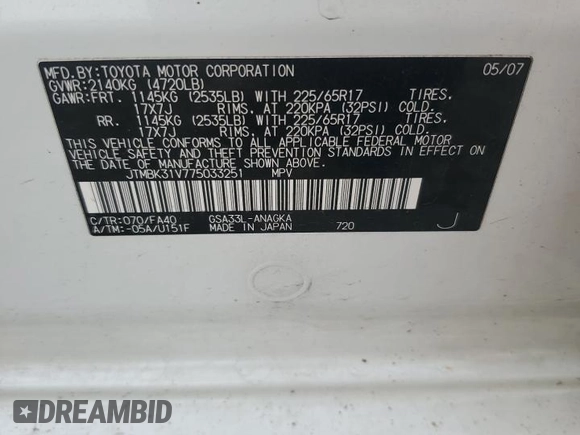 MFD.BY:TOYOTA MOTOR CORPORATION 05/07
GVWR:2140KG (4720LB)
GAWR:FRT. 1145KG (2535LB) WITH 225/65R17 TIRES.
17X7J RIMS. AT 220KPA (32PSI) COLD.
RR. 1145KG (2535LB) WITH 225/65R17 TIRES.
17X7J RIMS. AT 220KPA (32PSI) COLD.
THIS VEHICLE CONFORMS TO ALL APPLICABLE FEDERAL MOTOR
VEHICLE SAFETY AND THEFT PREVENTION STANDARDS IN EFFECT ON
THE DATE OF MANUFACTURE SHOWN ABOVE.
JTMBK31V775033251 MPV
C/TR:070/FA40 GSA33L-ANAGKA
A/TM:-05A/U151F MADE IN JAPAN 720 J
DREAMBID DREAMBID.COM